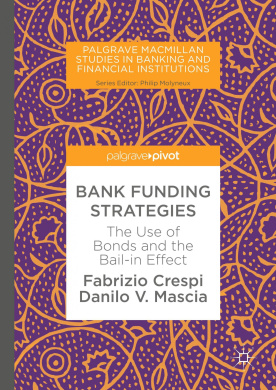 PALGRAVE MACMILLAN
STUDIES IN BANKING AND
FINANCIAL INSTITUTIONS
Series Editor: Philip Molyneux
palgrave▸pivot
BANK FUNDING
STRATEGIES
The Use of
Bonds and the
Bail-in Effect
Fabrizio Crespi
Danilo V. Mascia